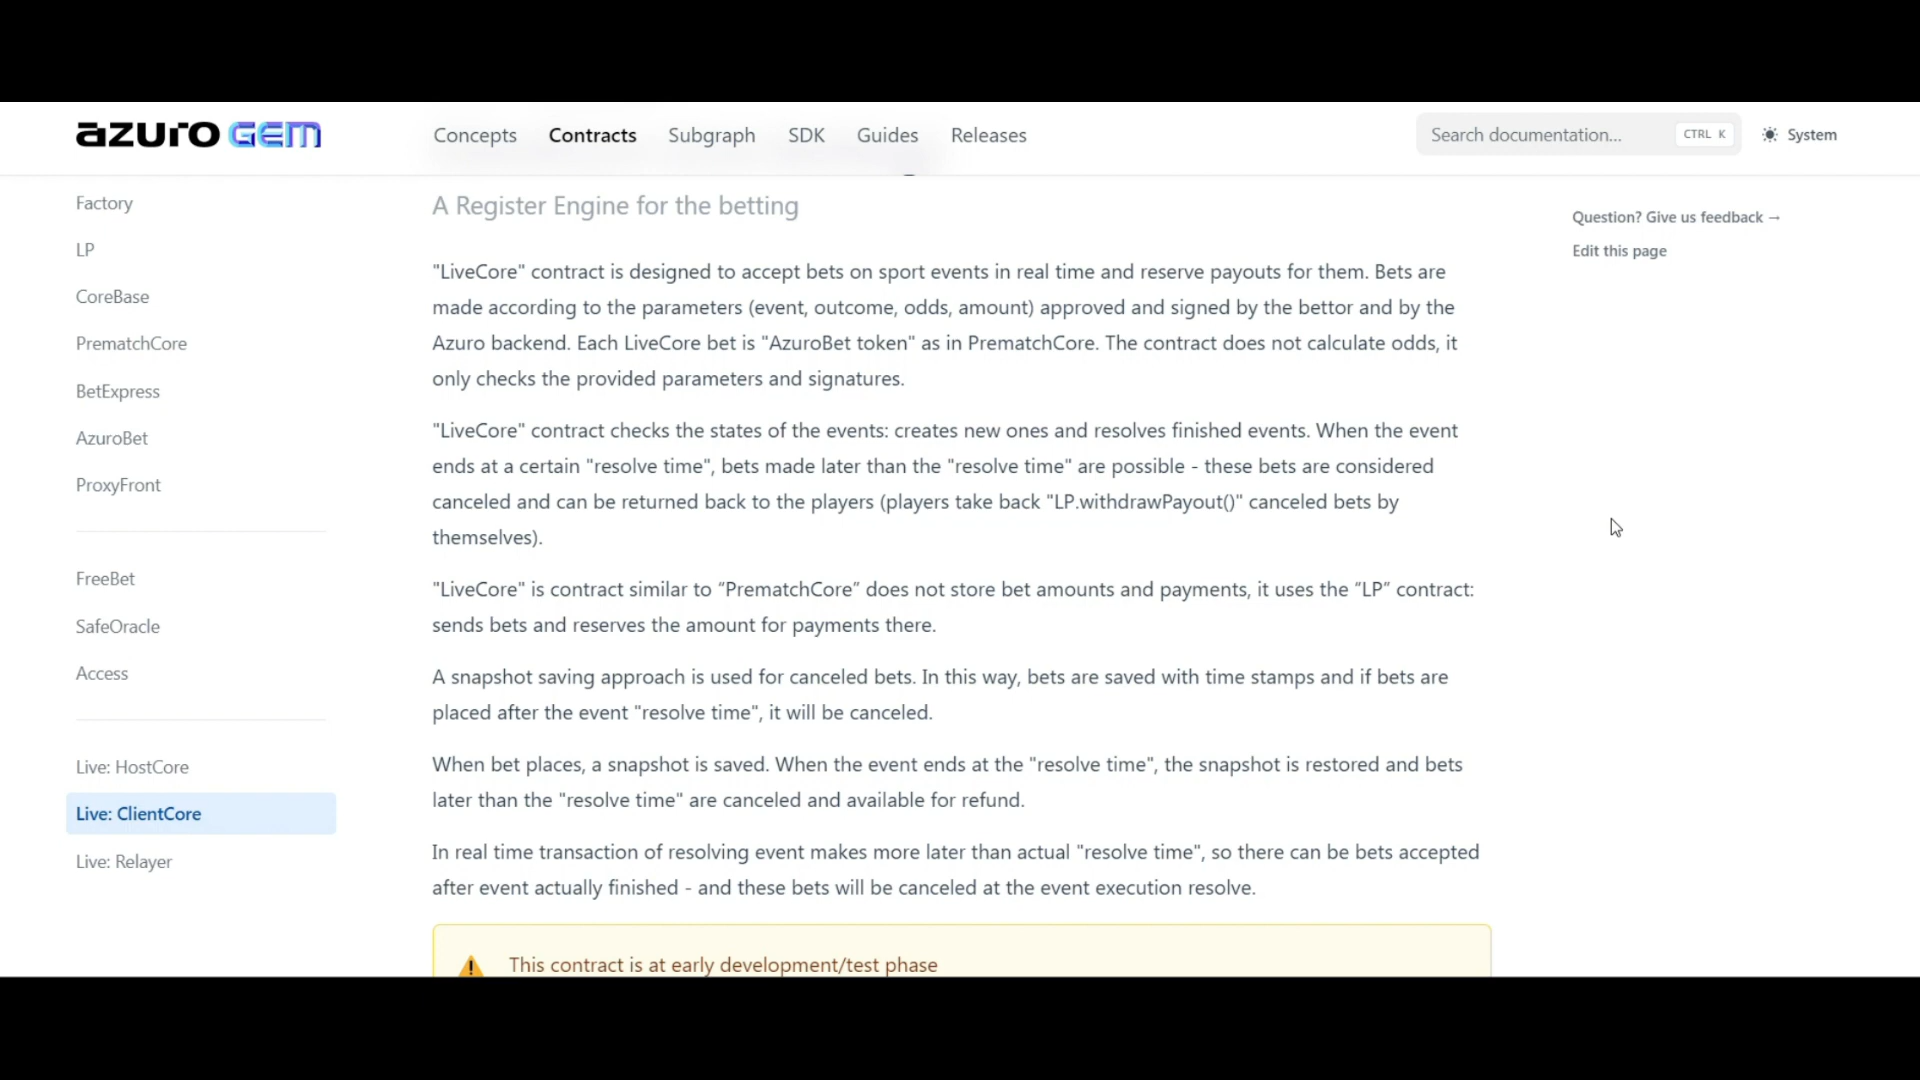 azuro GEM
Concepts Contracts Subgraph SDK Guides Releases
Search documentation... CTRL K System
Factory
LP
CoreBase
PrematchCore
BetExpress
AzuroBet
ProxyFront
FreeBet
SafeOracle
Access
Live: HostCore
Live: ClientCore
Live: Relayer
A Register Engine for the betting
"LiveCore" contract is designed to accept bets on sport events in real time and reserve payouts for them. Bets are
made according to the parameters (event, outcome, odds, amount) approved and signed by the bettor and by the
Azuro backend. Each LiveCore bet is "AzuroBet token" as in PrematchCore. The contract does not calculate odds, it
only checks the provided parameters and signatures.
"LiveCore" contract checks the states of the events: creates new ones and resolves finished events. When the event
ends at a certain "resolve time", bets made later than the "resolve time" are possible - these bets are considered
canceled and can be returned back to the players (players take back "LP.withdrawPayout()" canceled bets by
themselves).
"LiveCore" is contract similar to “PrematchCore” does not store bet amounts and payments, it uses the “LP” contract:
sends bets and reserves the amount for payments there.
A snapshot saving approach is used for canceled bets. In this way, bets are saved with time stamps and if bets are
placed after the event "resolve time", it will be canceled.
When bet places, a snapshot is saved. When the event ends at the "resolve time", the snapshot is restored and bets
later than the "resolve time" are canceled and available for refund.
In real time transaction of resolving event makes more later than actual "resolve time", so there can be bets accepted
after event actually finished - and these bets will be canceled at the event execution resolve.
This contract is at early development/test phase
Question? Give us feedback →
Edit this page